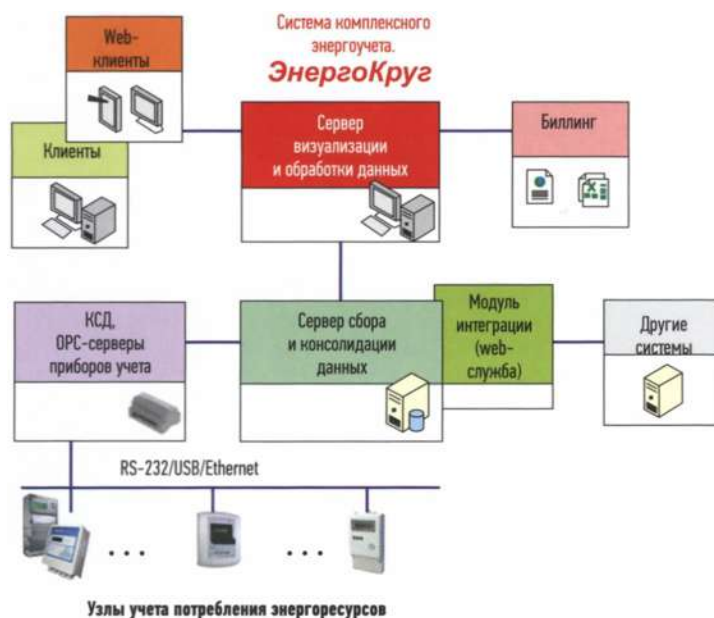 Система комплексного
энергоучета.
ЭнергоКруг
Web-
клиенты
Клиенты
Сервер
визуализации
и обработки данных
Биллинг
КСД,
OPC-серверы
приборов учета
Сервер сбора
и консолидации
данных
Модуль
интеграции
(web-
служба)
Другие
системы
RS-232/USB/Ethernet
Узлы учета потребления энергоресурсов